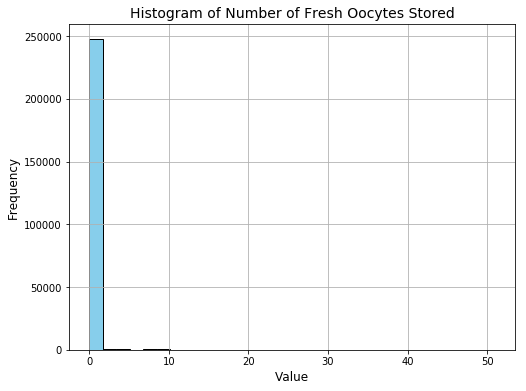 Histogram of Number of Fresh Oocytes Stored
250000
200000
150000
100000
50000
0
Frequency
0 10 20 30 40 50
Value